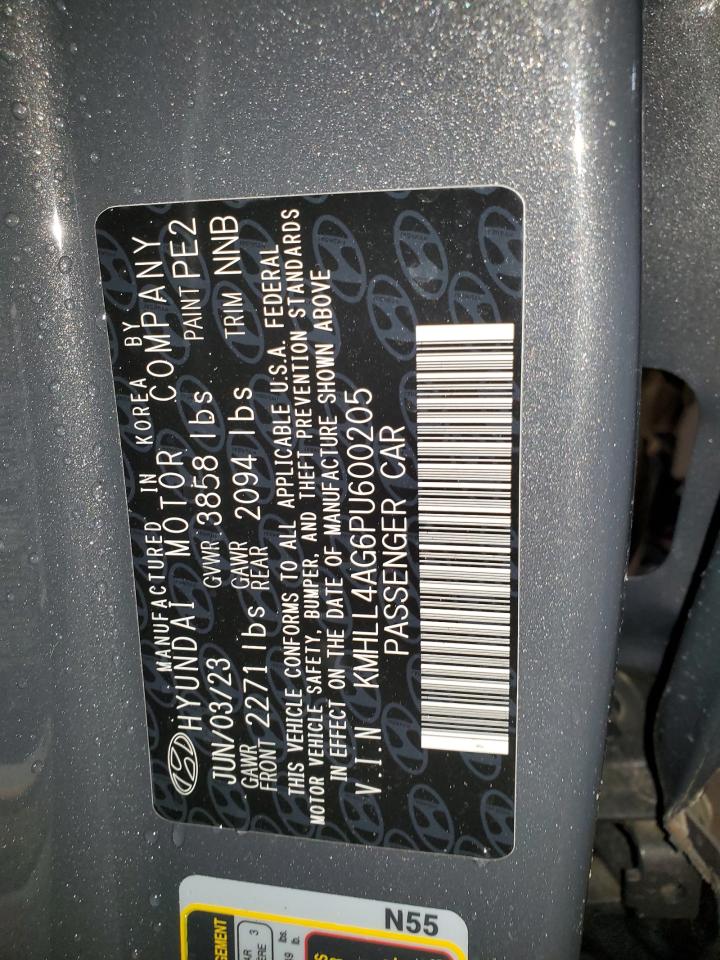 MANUFACTURED IN KOREA BY
HYUNDAI MOTOR COMPANY
JUN/03/23 GVWR 3858 lbs PAINT PE2
GAWR FRONT 2271 lbs GAWR REAR 2094 lbs TRIM NNB
THIS VEHICLE CONFORMS TO ALL APPLICABLE U.S.A. FEDERAL
MOTOR VEHICLE SAFETY, BUMPER, AND THEFT PREVENTION STANDARDS
IN EFFECT ON THE DATE OF MANUFACTURE SHOWN ABOVE
V.I.N KMHLL4AG6PU600205
PASSENGER CAR
N55